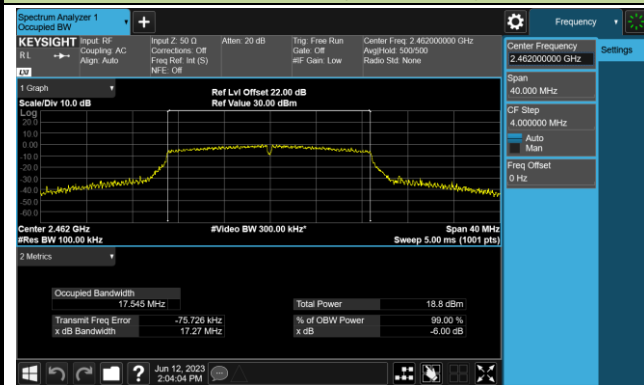 Spectrum Analyzer 1
Occupied BW
Frequency
KEYSIGHT
RL
LXI
Input: RF
Coupling: AC
Align: Auto
Input Z: 50 Ω
Corrections: Off
Freq Ref: Int (S)
NFE: Off
Atten: 20 dB
Trig: Free Run
Gate: Off
#IF Gain: Low
Center Freq: 2.462000000 GHz
Avg|Hold: 500/500
Radio Std: None
Center Frequency
2.462000000 GHz
Settings
Span
40.000 MHz
CF Step
4.000000 MHz
Auto
Man
Freq Offset
0 Hz
1 Graph
Scale/Div 10.0 dB
Ref Lvl Offset 22.00 dB
Ref Value 30.00 dBm
Log
20.0
10.0
0.00
-10.0
-20.0
-30.0
-40.0
-50.0
-60.0
Center 2.462 GHz
#Res BW 100.00 kHz
#Video BW 300.00 kHz*
Span 40 MHz
Sweep 5.00 ms (1001 pts)
2 Metrics
Occupied Bandwidth
17.545 MHz
Total Power 18.8 dBm
Transmit Freq Error -75.726 kHz
% of OBW Power 99.00 %
x dB Bandwidth 17.27 MHz
x dB -6.00 dB
Jun 12, 2023
2:04:04 PM